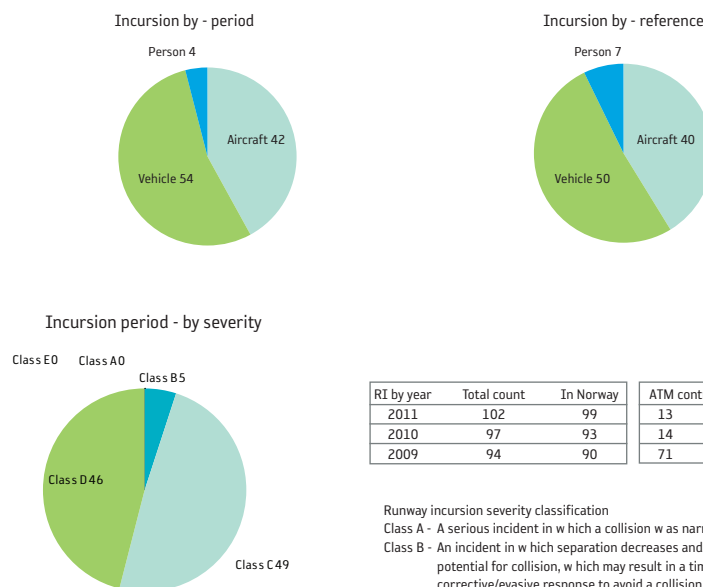 Incursion by - period
Person 4
Aircraft 42
Vehicle 54
Incursion by - reference
Person 7
Aircraft 40
Vehicle 50
Incursion period - by severity
Class E 0
Class A 0
Class B 5
Class D 46
Class C 49
RI by year Total count In Norway ATM cont
2011 102 99 13
2010 97 93 14
2009 94 90 71
Runway incursion severity classification
Class A - A serious incident in w hich a collision w as nar
Class B - An incident in w hich separation decreases and
potential for collision, w hich may result in a tim
corrective/evasive response to avoid a collision